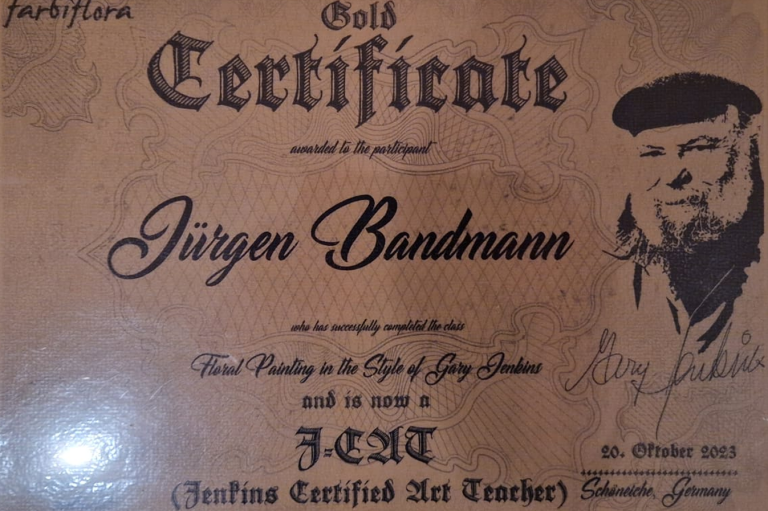 farbiflora
Gold
Certificate
awarded to the participant
Jürgen Bandmann
who has successfully completed the class
Floral Painting in the Style of Gary Jenkins
and is now a
J-CAT
(Jenkins Certified Art Teacher)
Gary Jenkins
20. Oktober 2023
Schöneiche, Germany